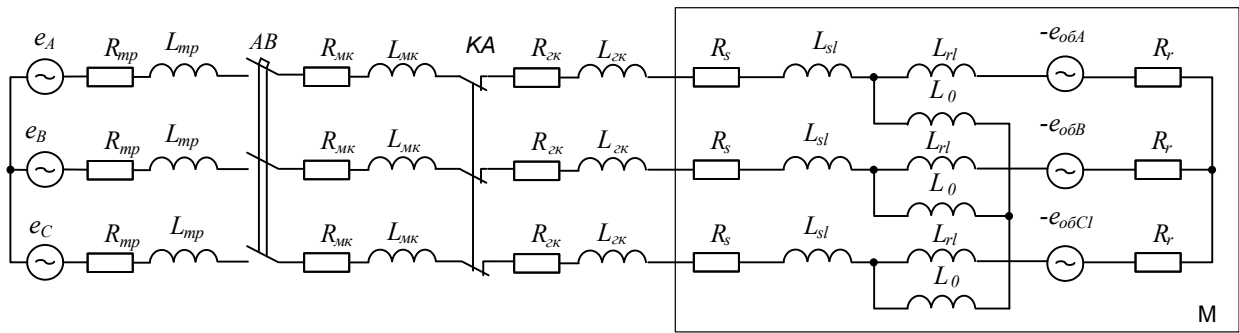 e_A R_тр L_тр AB R_мк L_мк KA R_гк L_гк R_s L_sl L_rl -e_обA R_r
L_0
e_B R_тр L_тр R_мк L_мк R_гк L_гк R_s L_sl L_rl -e_обB R_r
L_0
e_C R_тр L_тр R_мк L_мк R_гк L_гк R_s L_sl L_rl -e_обC1 R_r
L_0
M